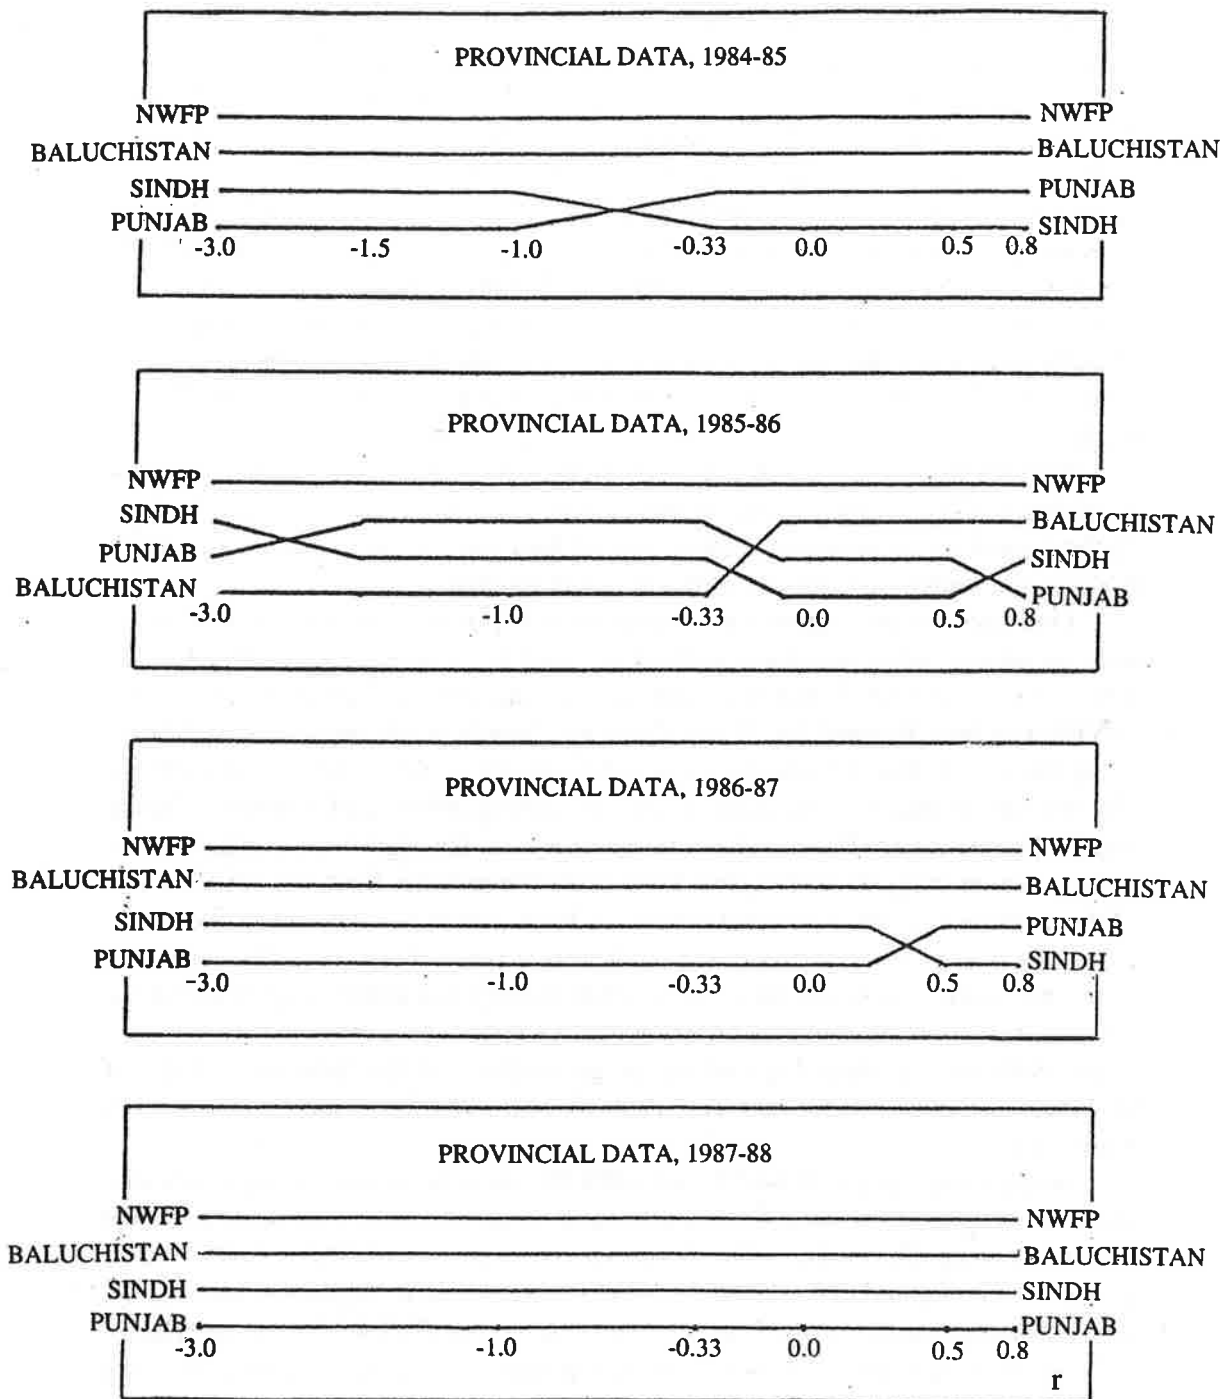 PROVINCIAL DATA, 1984-85
NWFP NWFP
BALUCHISTAN BALUCHISTAN
SINDH PUNJAB
PUNJAB SINDH
-3.0 -1.5 -1.0 -0.33 0.0 0.5 0.8
PROVINCIAL DATA, 1985-86
NWFP NWFP
SINDH BALUCHISTAN
PUNJAB SINDH
BALUCHISTAN PUNJAB
-3.0 -1.0 -0.33 0.0 0.5 0.8
PROVINCIAL DATA, 1986-87
NWFP NWFP
BALUCHISTAN BALUCHISTAN
SINDH PUNJAB
PUNJAB SINDH
-3.0 -1.0 -0.33 0.0 0.5 0.8
PROVINCIAL DATA, 1987-88
NWFP NWFP
BALUCHISTAN BALUCHISTAN
SINDH SINDH
PUNJAB PUNJAB
-3.0 -1.0 -0.33 0.0 0.5 0.8
r